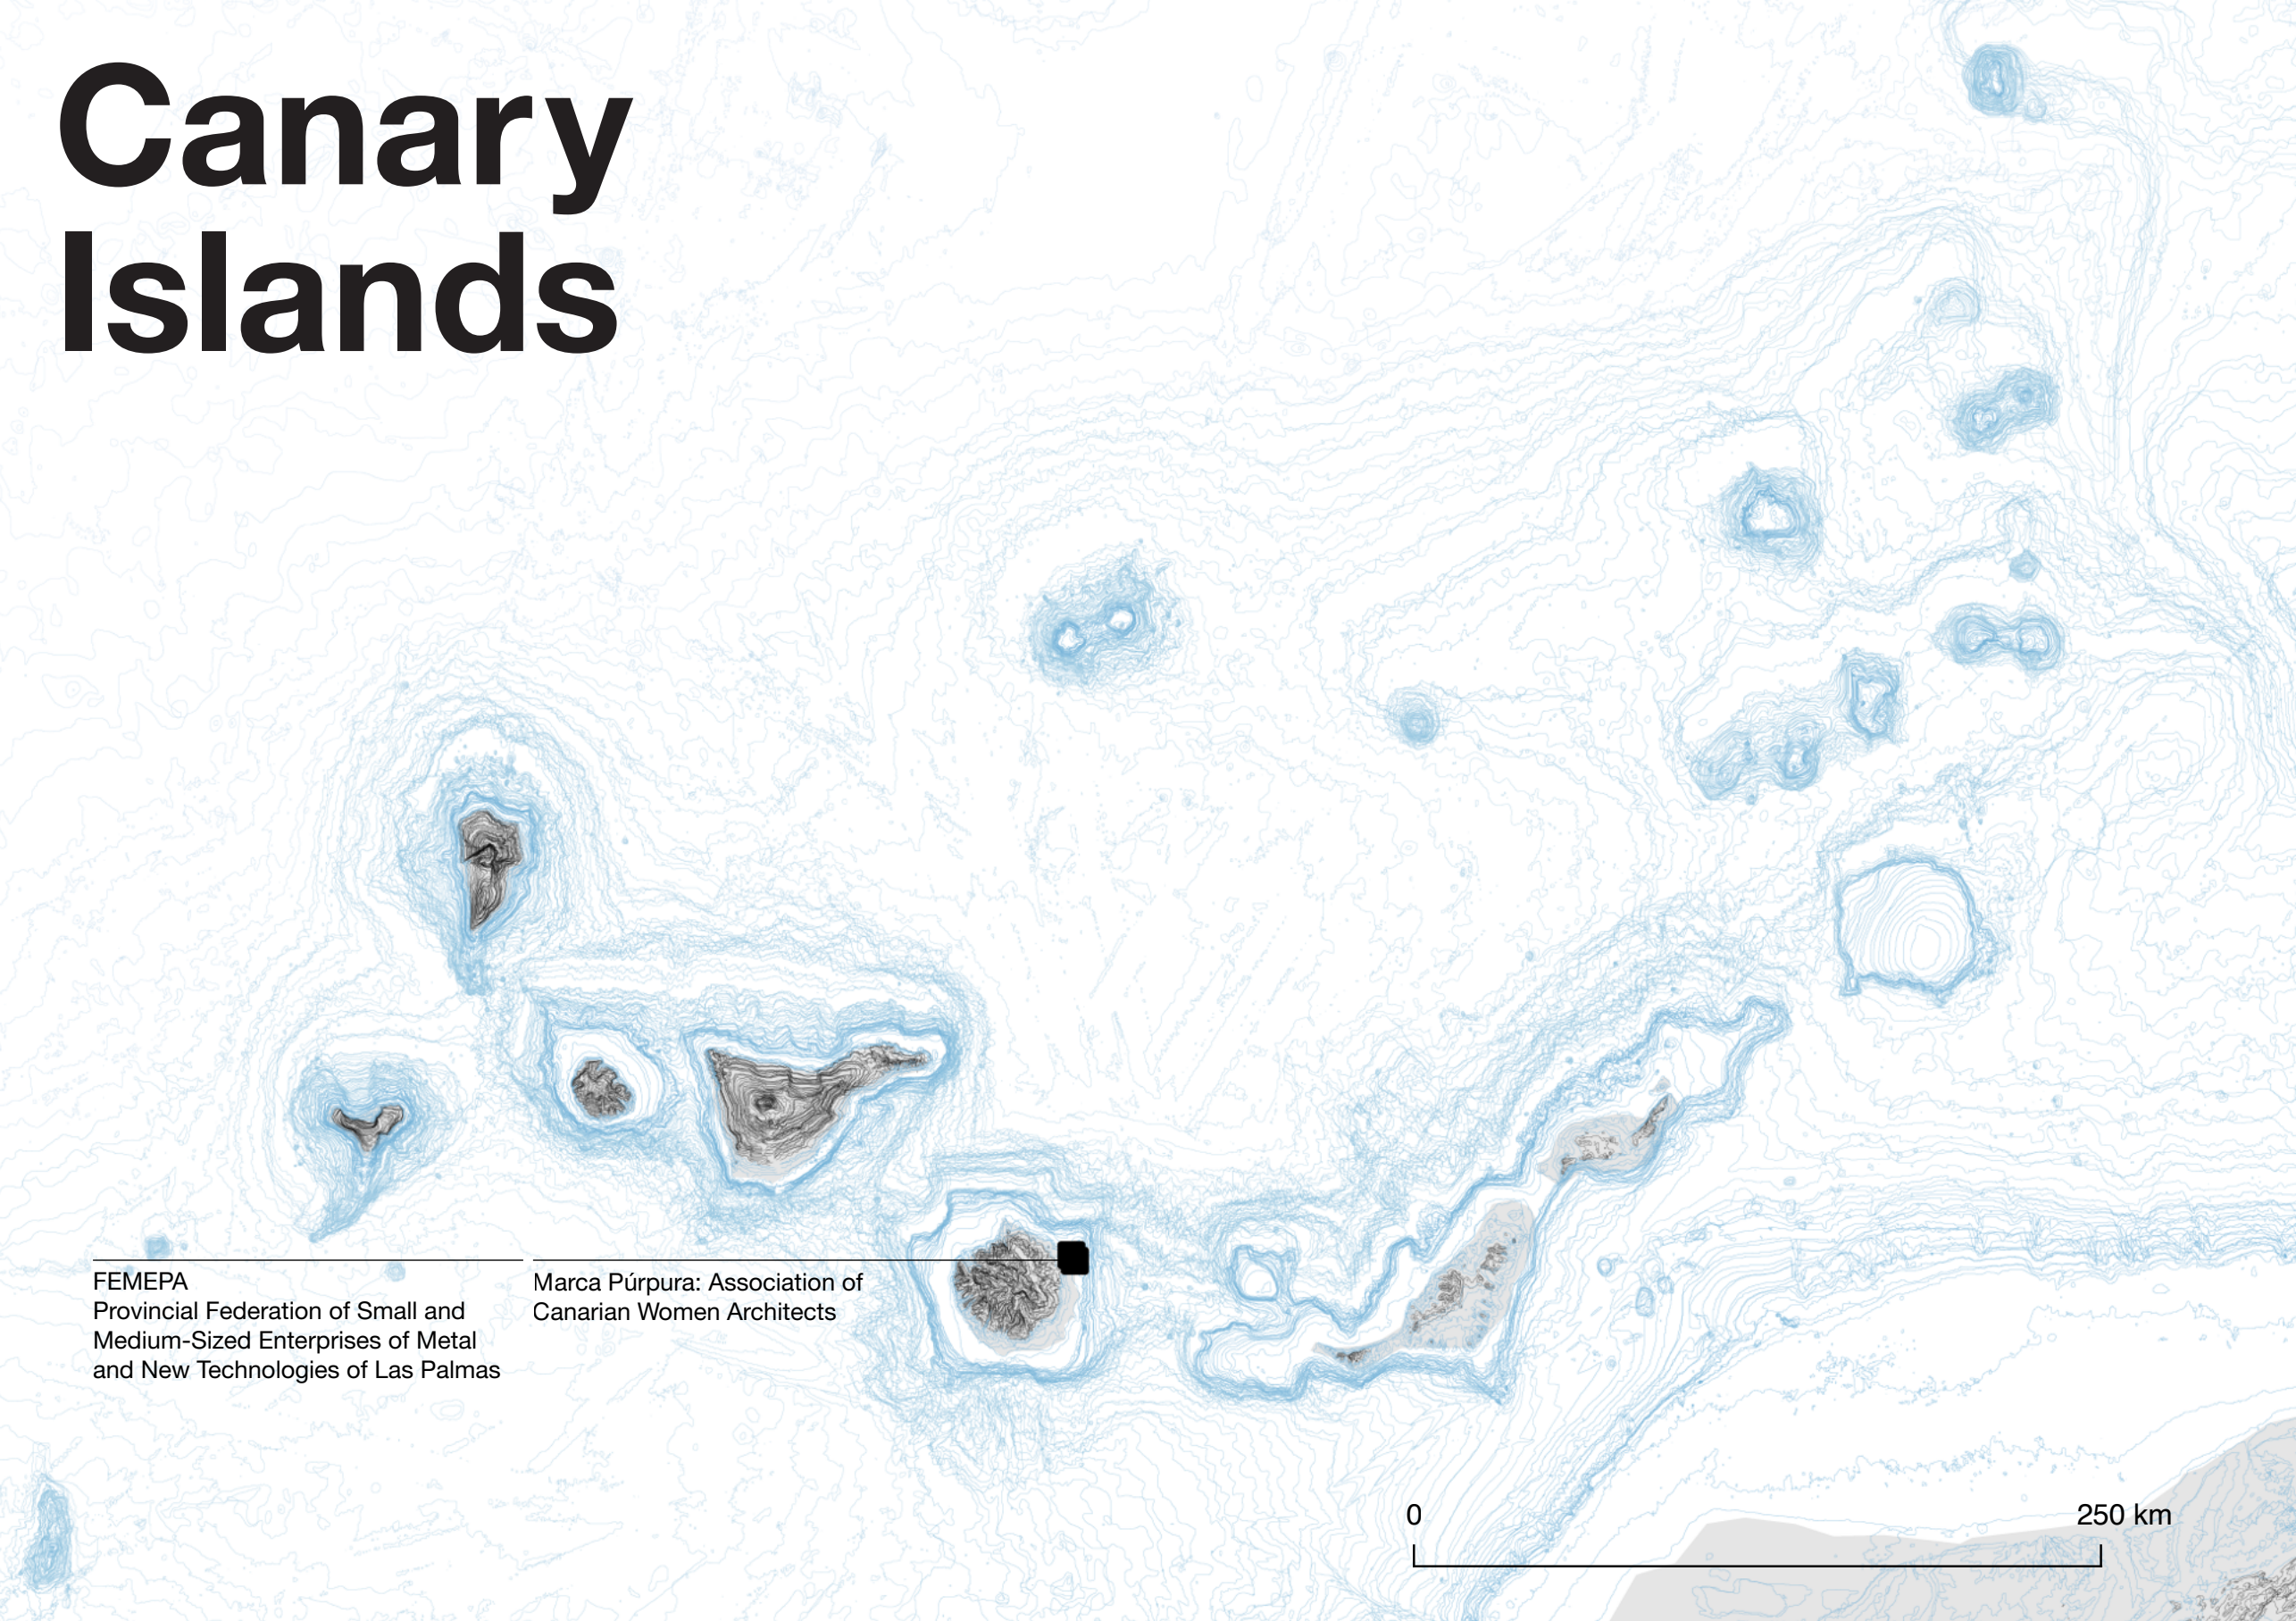 Canary
Islands
FEMEPA
Provincial Federation of Small and
Medium-Sized Enterprises of Metal
and New Technologies of Las Palmas
Marca Púrpura: Association of
Canarian Women Architects
0
250 km